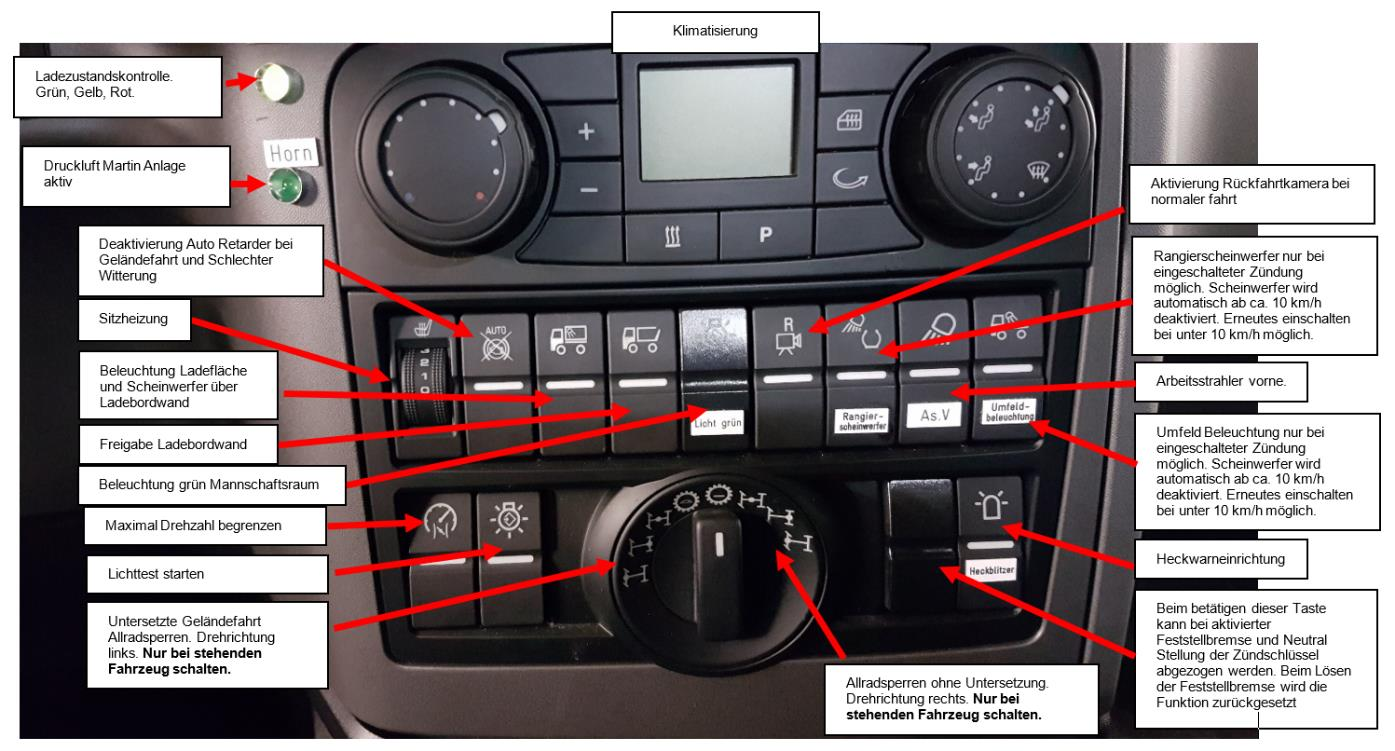 Klimatisierung
Ladezustandskontrolle.
Grün, Gelb, Rot.
Horn
Druckluft Martin Anlage
aktiv
+
−
P
Aktivierung Rückfahrtkamera bei
normaler fahrt
Deaktivierung Auto Retarder bei
Geländefahrt und Schlechter
Witterung
Rangierscheinwerfer nur bei
eingeschalteter Zündung
möglich. Scheinwerfer wird
automatisch ab ca. 10 km/h
deaktiviert. Erneutes einschalten
bei unter 10 km/h möglich.
Sitzheizung
AUTO
R
3
2
1
0
Beleuchtung Ladefläche
und Scheinwerfer über
Ladebordwand
Arbeitsstrahler vorne.
Licht grün
Rangier-
scheinwerfer
As.V
Umfeld-
beleuchtung
Freigabe Ladebordwand
Umfeld Beleuchtung nur bei
eingeschalteter Zündung
möglich. Scheinwerfer wird
automatisch ab ca. 10 km/h
deaktiviert. Erneutes einschalten
bei unter 10 km/h möglich.
Beleuchtung grün Mannschaftsraum
Maximal Drehzahl begrenzen
Heckwarneinrichtung
Heckblitzer
Lichttest starten
Untersetzte Geländefahrt
Allradsperren. Drehrichtung
links. Nur bei stehenden
Fahrzeug schalten.
Beim betätigen dieser Taste
kann bei aktivierter
Feststellbremse und Neutral
Stellung der Zündschlüssel
abgezogen werden. Beim Lösen
der Feststellbremse wird die
Funktion zurückgesetzt
Allradsperren ohne Untersetzung.
Drehrichtung rechts. Nur bei
stehenden Fahrzeug schalten.